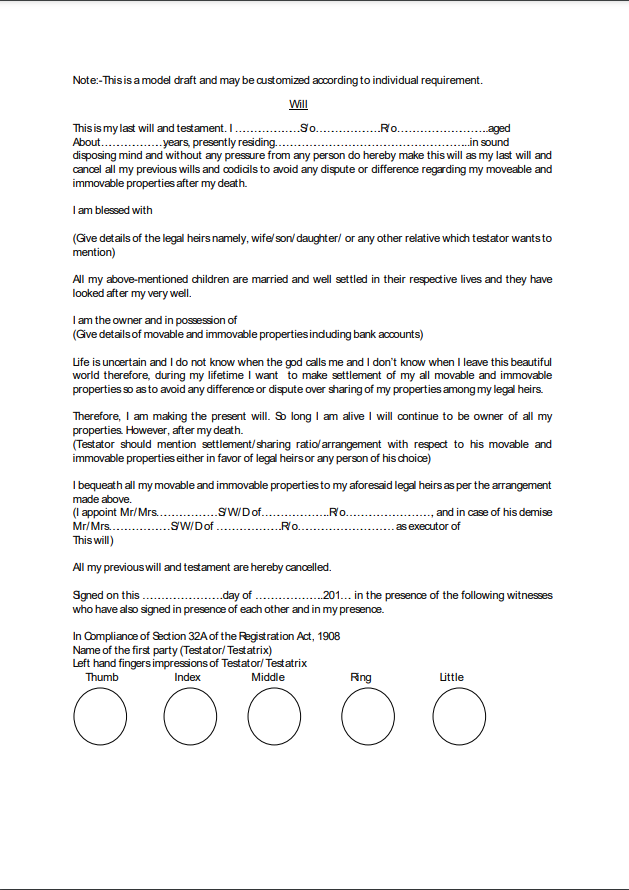 Note:-This is a model draft and may be customized according to individual requirement.
Will
This is my last will and testament. I ………………S/o……………..R/o……………………..aged
About……………years, presently residing…………………………………………..in sound
disposing mind and without any pressure from any person do hereby make this will as my last will and
cancel all my previous wills and codicils to avoid any dispute or difference regarding my moveable and
immovable properties after my death.
I am blessed with
(Give details of the legal heirs namely, wife/son/daughter/ or any other relative which testator wants to
mention)
All my above-mentioned children are married and well settled in their respective lives and they have
looked after my very well.
I am the owner and in possession of
(Give details of movable and immovable properties including bank accounts)
Life is uncertain and I do not know when the god calls me and I don't know when I leave this beautiful
world therefore, during my lifetime I want to make settlement of my all movable and immovable
properties so as to avoid any difference or dispute over sharing of my properties among my legal heirs.
Therefore, I am making the present will. So long I am alive I will continue to be owner of all my
properties. However, after my death.
(Testator should mention settlement/sharing ratio/arrangement with respect to his movable and
immovable properties either in favor of legal heirs or any person of his choice)
I bequeath all my movable and immovable properties to my aforesaid legal heirs as per the arrangement
made above.
(I appoint Mr/Mrs……………S/W/D of……………..R/o…………………., and in case of his demise
Mr/Mrs……………S/W/D of ……………..R/o……………………. as executor of
This will)
All my previous will and testament are hereby cancelled.
Signed on this …………………day of ………………201… in the presence of the following witnesses
who have also signed in presence of each other and in my presence.
In Compliance of Section 32A of the Registration Act, 1908
Name of the first party (Testator/ Testatrix)
Left hand fingers impressions of Testator/ Testatrix
Thumb Index Middle Ring Little